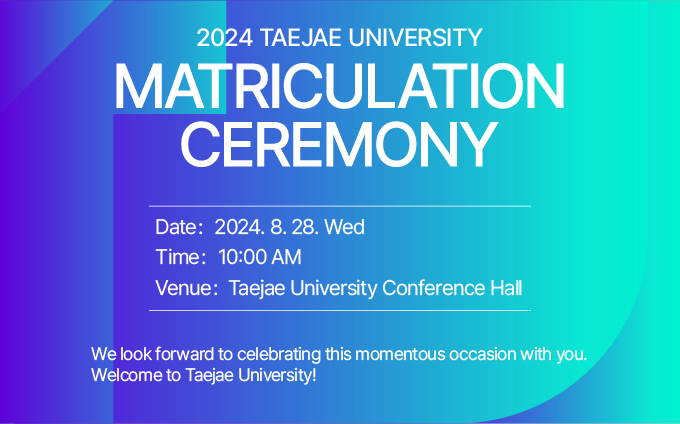 2024 TAEJAE UNIVERSITY
MATRICULATION
CEREMONY
Date: 2024. 8. 28. Wed
Time: 10:00 AM
Venue: Taejae University Conference Hall
We look forward to celebrating this momentous occasion with you.
Welcome to Taejae University!